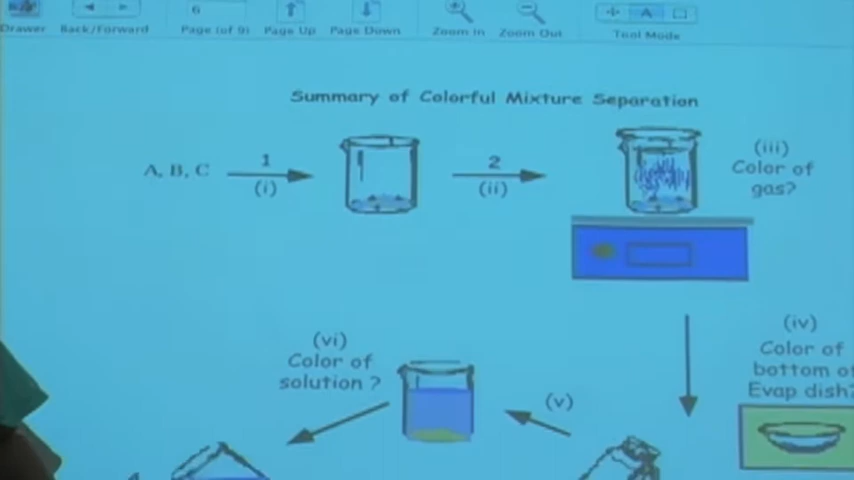 Drawer
Back/Forward
6
Page (of 9)
Page Up
Page Down
Zoom In
Zoom Out
A
Tool Mode
Summary of Colorful Mixture Separation
A, B, C
1
(i)
2
(ii)
(iii)
Color of
gas?
(iv)
Color of
bottom of
Evap dish?
(v)
(vi)
Color of
solution ?